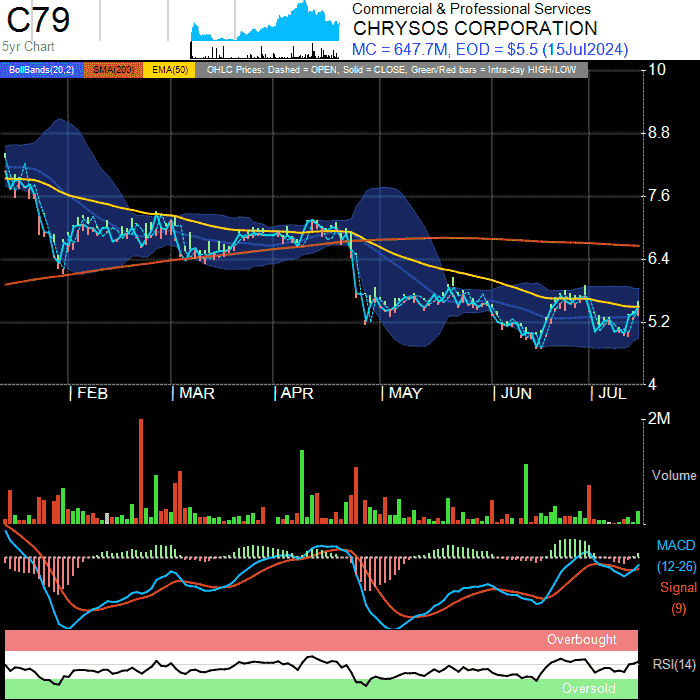 C79
5yr Chart
Commercial & Professional Services
CHRYSOS CORPORATION
MC = 647.7M, EOD = $5.5 (15Jul2024)
BollBands(20,2) SMA(200) EMA(50) OHLC Prices: Dashed = OPEN, Solid = CLOSE, Green/Red bars = Intra-day HIGH/LOW
10
8.8
7.6
6.4
5.2
4
| FEB | MAR | APR | MAY | JUN | JUL
2M
Volume
MACD
(12-26)
Signal
(9)
Overbought
RSI(14)
Oversold